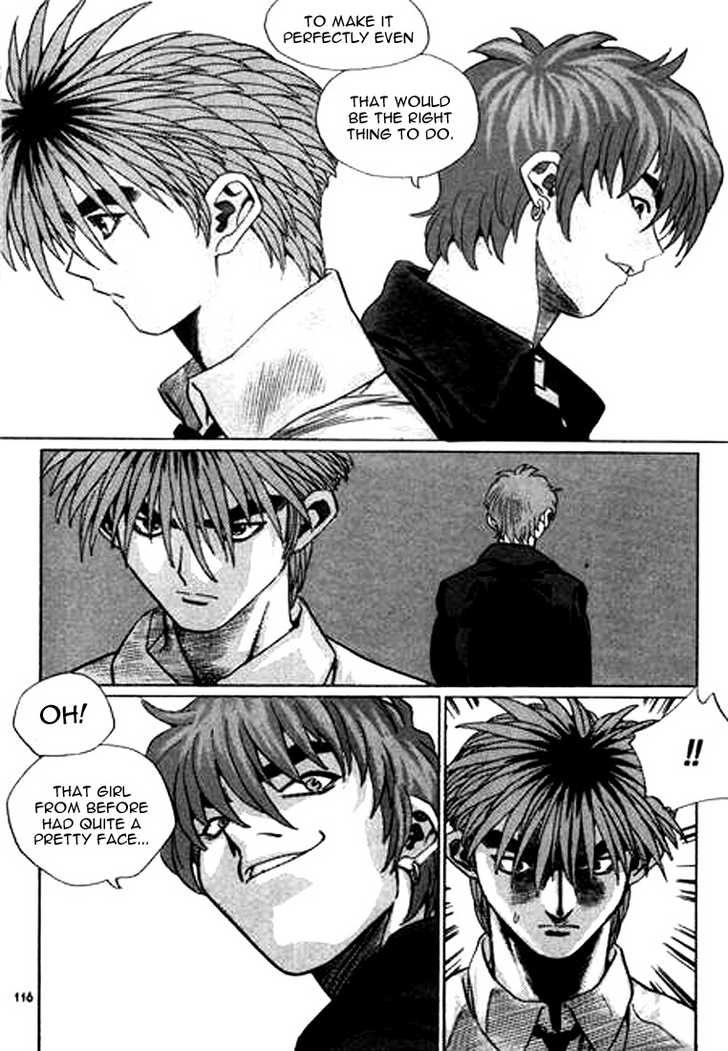 TO MAKE IT
PERFECTLY EVEN
THAT WOULD
BE THE RIGHT
THING TO DO.
OH!
THAT GIRL
FROM BEFORE
HAD QUITE A
PRETTY FACE...
!!
116